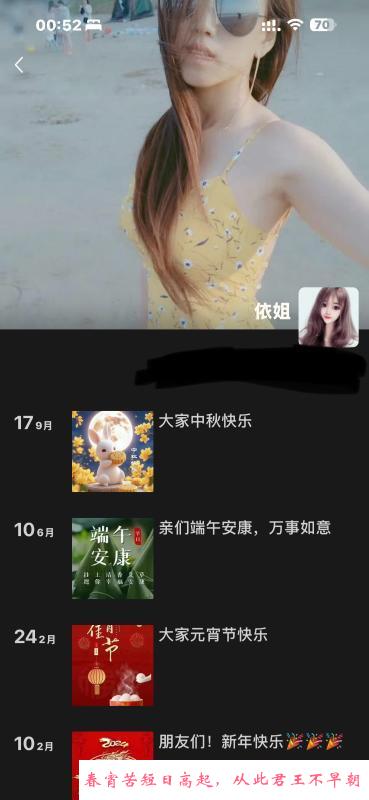 00:52
70
依姐
17 9月
大家中秋快乐
10 6月
端午
安康
亲们端午安康，万事如意
24 2月
大家元宵节快乐
10 2月
2024
朋友们！新年快乐🎉🎉🎉
春宵苦短日高起，从此君王不早朝